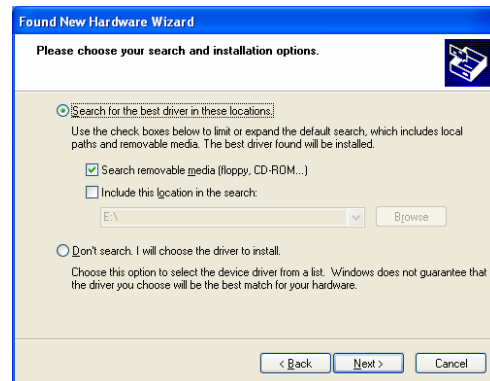 Found New Hardware Wizard
Please choose your search and installation options.
Search for the best driver in these locations.
Use the check boxes below to limit or expand the default search, which includes local
paths and removable media. The best driver found will be installed.
Search removable media (floppy, CD-ROM...)
Include this location in the search:
E:\
Browse
Don't search. I will choose the driver to install.
Choose this option to select the device driver from a list. Windows does not guarantee that
the driver you choose will be the best match for your hardware.
< Back
Next >
Cancel